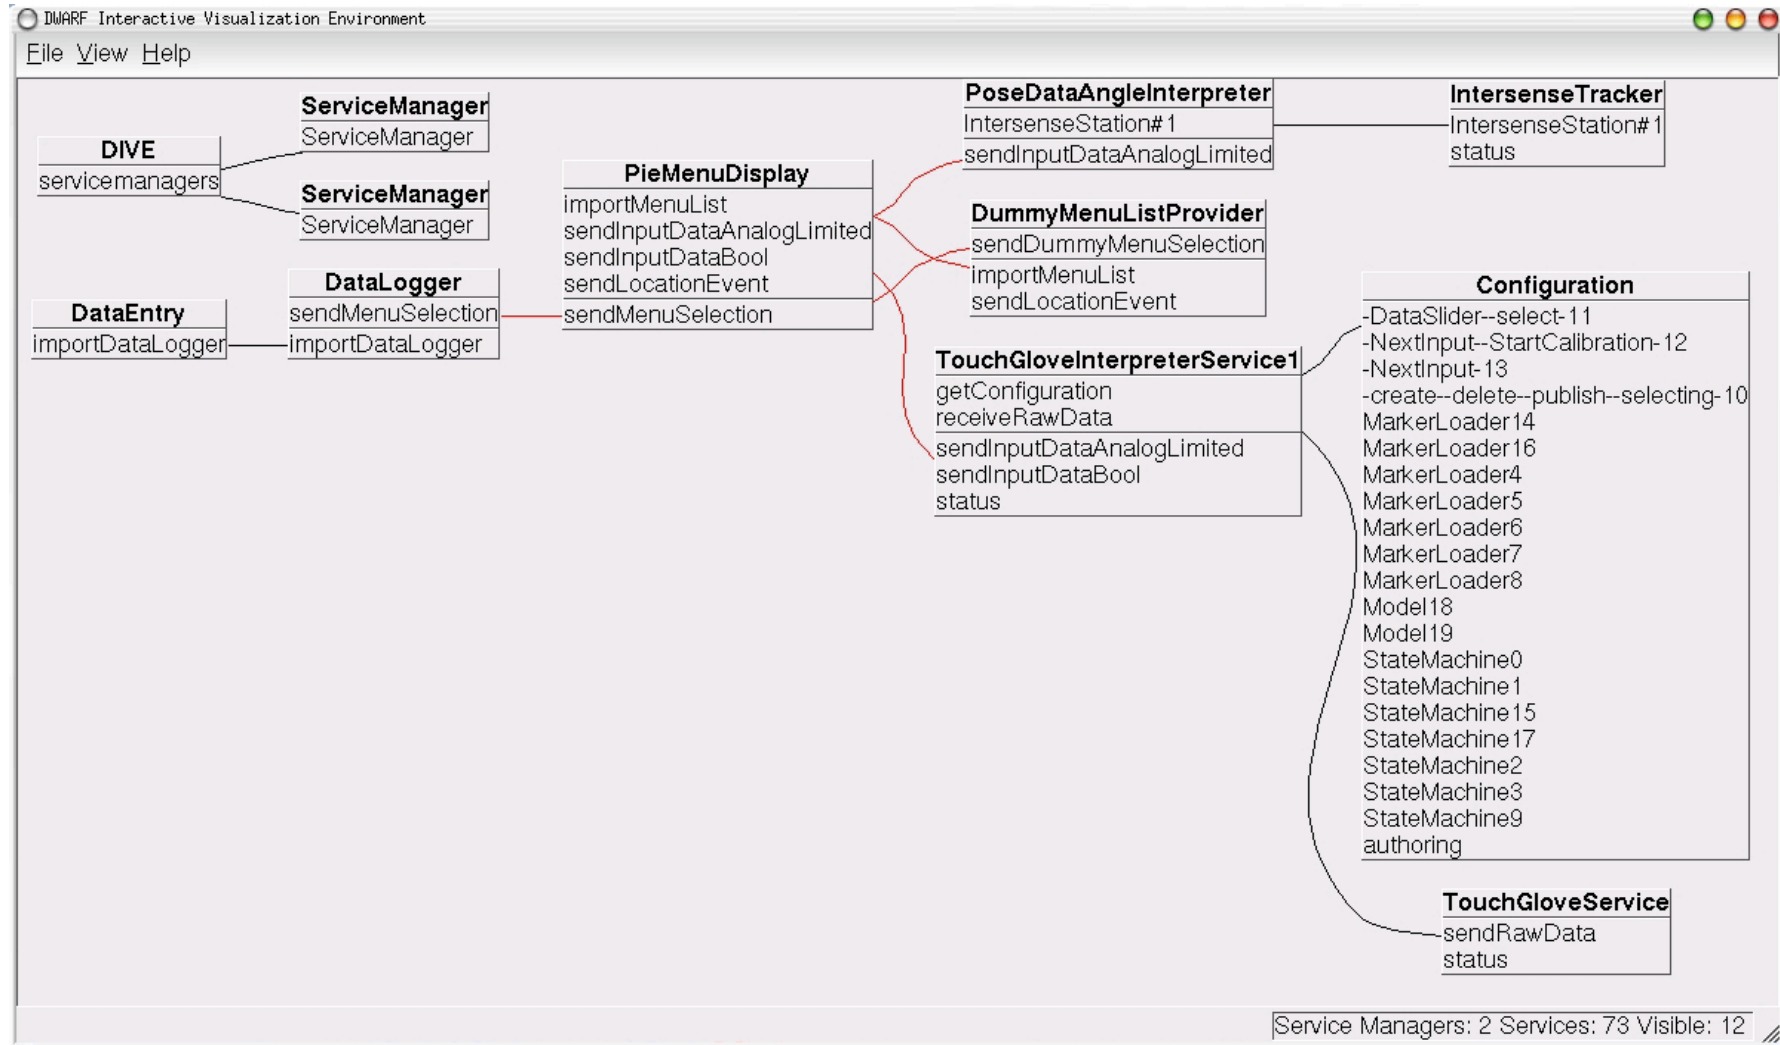 DWARF Interactive Visualization Environment
File View Help
DIVE
servicemanagers
ServiceManager
ServiceManager
ServiceManager
ServiceManager
DataEntry
importDataLogger
DataLogger
sendMenuSelection
importDataLogger
PieMenuDisplay
importMenuList
sendInputDataAnalogLimited
sendInputDataBool
sendLocationEvent
sendMenuSelection
PoseDataAngleInterpreter
IntersenseStation#1
sendInputDataAnalogLimited
DummyMenuListProvider
sendDummyMenuSelection
importMenuList
sendLocationEvent
TouchGloveInterpreterService1
getConfiguration
receiveRawData
sendInputDataAnalogLimited
sendInputDataBool
status
IntersenseTracker
IntersenseStation#1
status
Configuration
-DataSlider--select-11
-NextInput--StartCalibration-12
-NextInput-13
-create--delete--publish--selecting-10
MarkerLoader14
MarkerLoader16
MarkerLoader4
MarkerLoader5
MarkerLoader6
MarkerLoader7
MarkerLoader8
Model18
Model19
StateMachine0
StateMachine1
StateMachine15
StateMachine17
StateMachine2
StateMachine3
StateMachine9
authoring
TouchGloveService
sendRawData
status
Service Managers: 2 Services: 73 Visible: 12